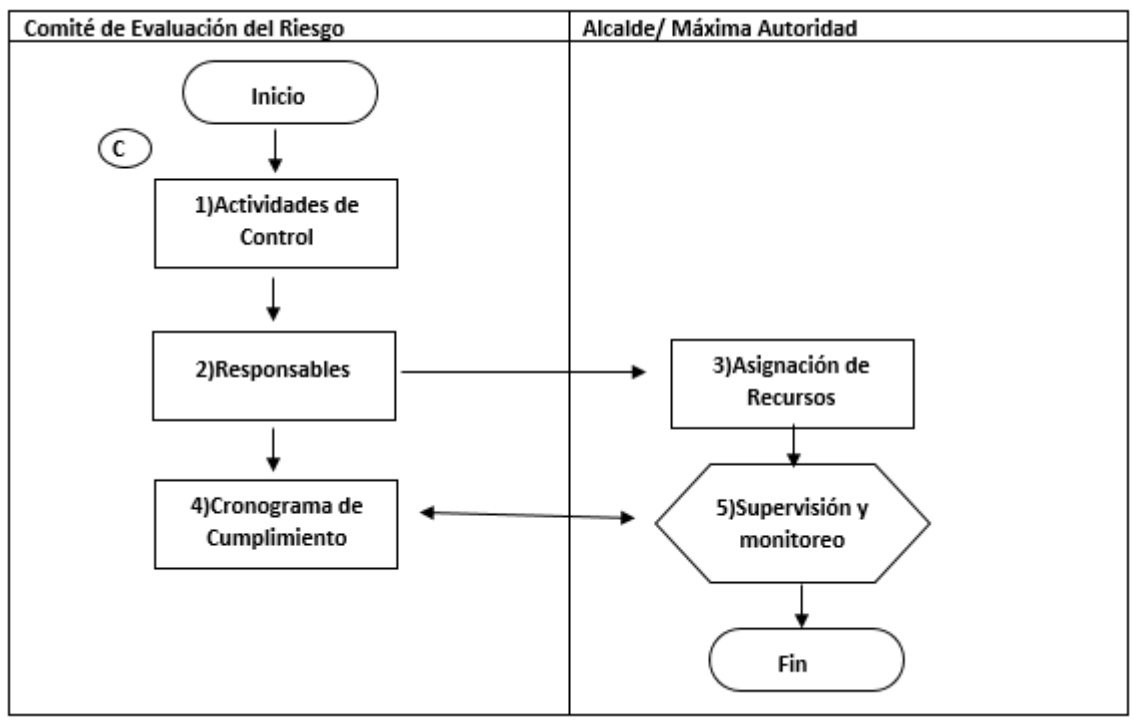 Comité de Evaluación del Riesgo
Alcalde/ Máxima Autoridad
Inicio
C
1)Actividades de
Control
2)Responsables
3)Asignación de
Recursos
4)Cronograma de
Cumplimiento
5)Supervisión y
monitoreo
Fin